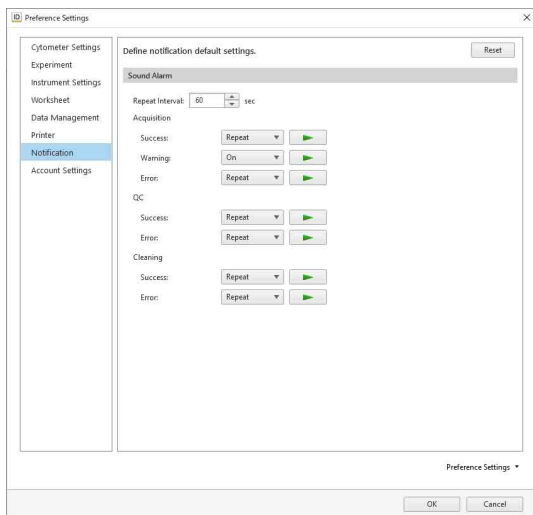 ID Preference Settings
Cytometer Settings
Experiment
Instrument Settings
Worksheet
Data Management
Printer
Notification
Account Settings
Define notification default settings.
Reset
Sound Alarm
Repeat Interval: 60 sec
Acquisition
Success: Repeat
Warning: On
Error: Repeat
QC
Success: Repeat
Error: Repeat
Cleaning
Success: Repeat
Error: Repeat
Preference Settings
OK Cancel